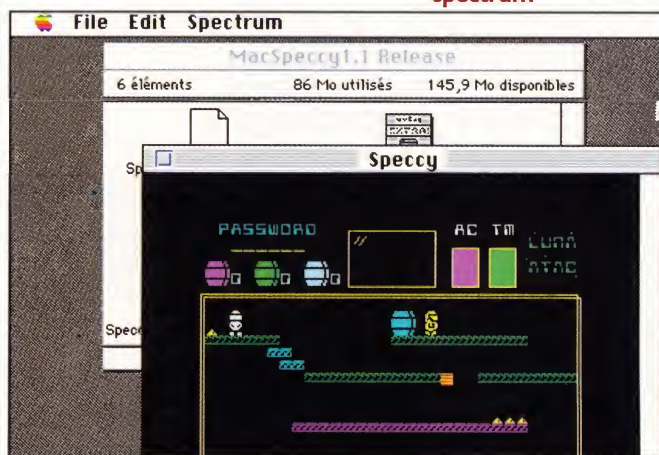 spectrum
File Edit Spectrum
MacSpeccy1.1 Release
6 éléments 86 Mo utilisés 145,9 Mo disponibles
Speccy
PASSWORD
AC TM